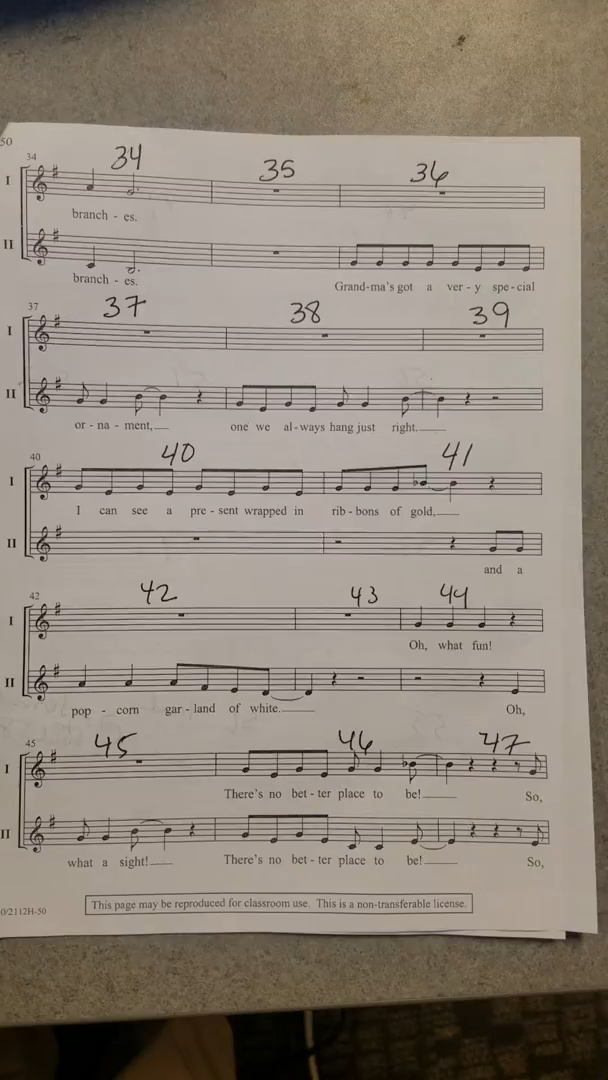 50
34 34 35 36
I
branch - es.
II
branch - es. Grand-ma's got a ver - y spe - cial
37 37 38 39
I
II
or - na - ment, one we al - ways hang just right.
40 40 41
I
I can see a pre - sent wrapped in rib - bons of gold,
II
and a
42 42 43 44
I
Oh, what fun!
II
pop - corn gar - land of white. Oh,
45 45 46 47
I
There's no bet - ter place to be! So,
II
what a sight! There's no bet - ter place to be! So,
This page may be reproduced for classroom use. This is a non-transferable license.
0/2112H-50